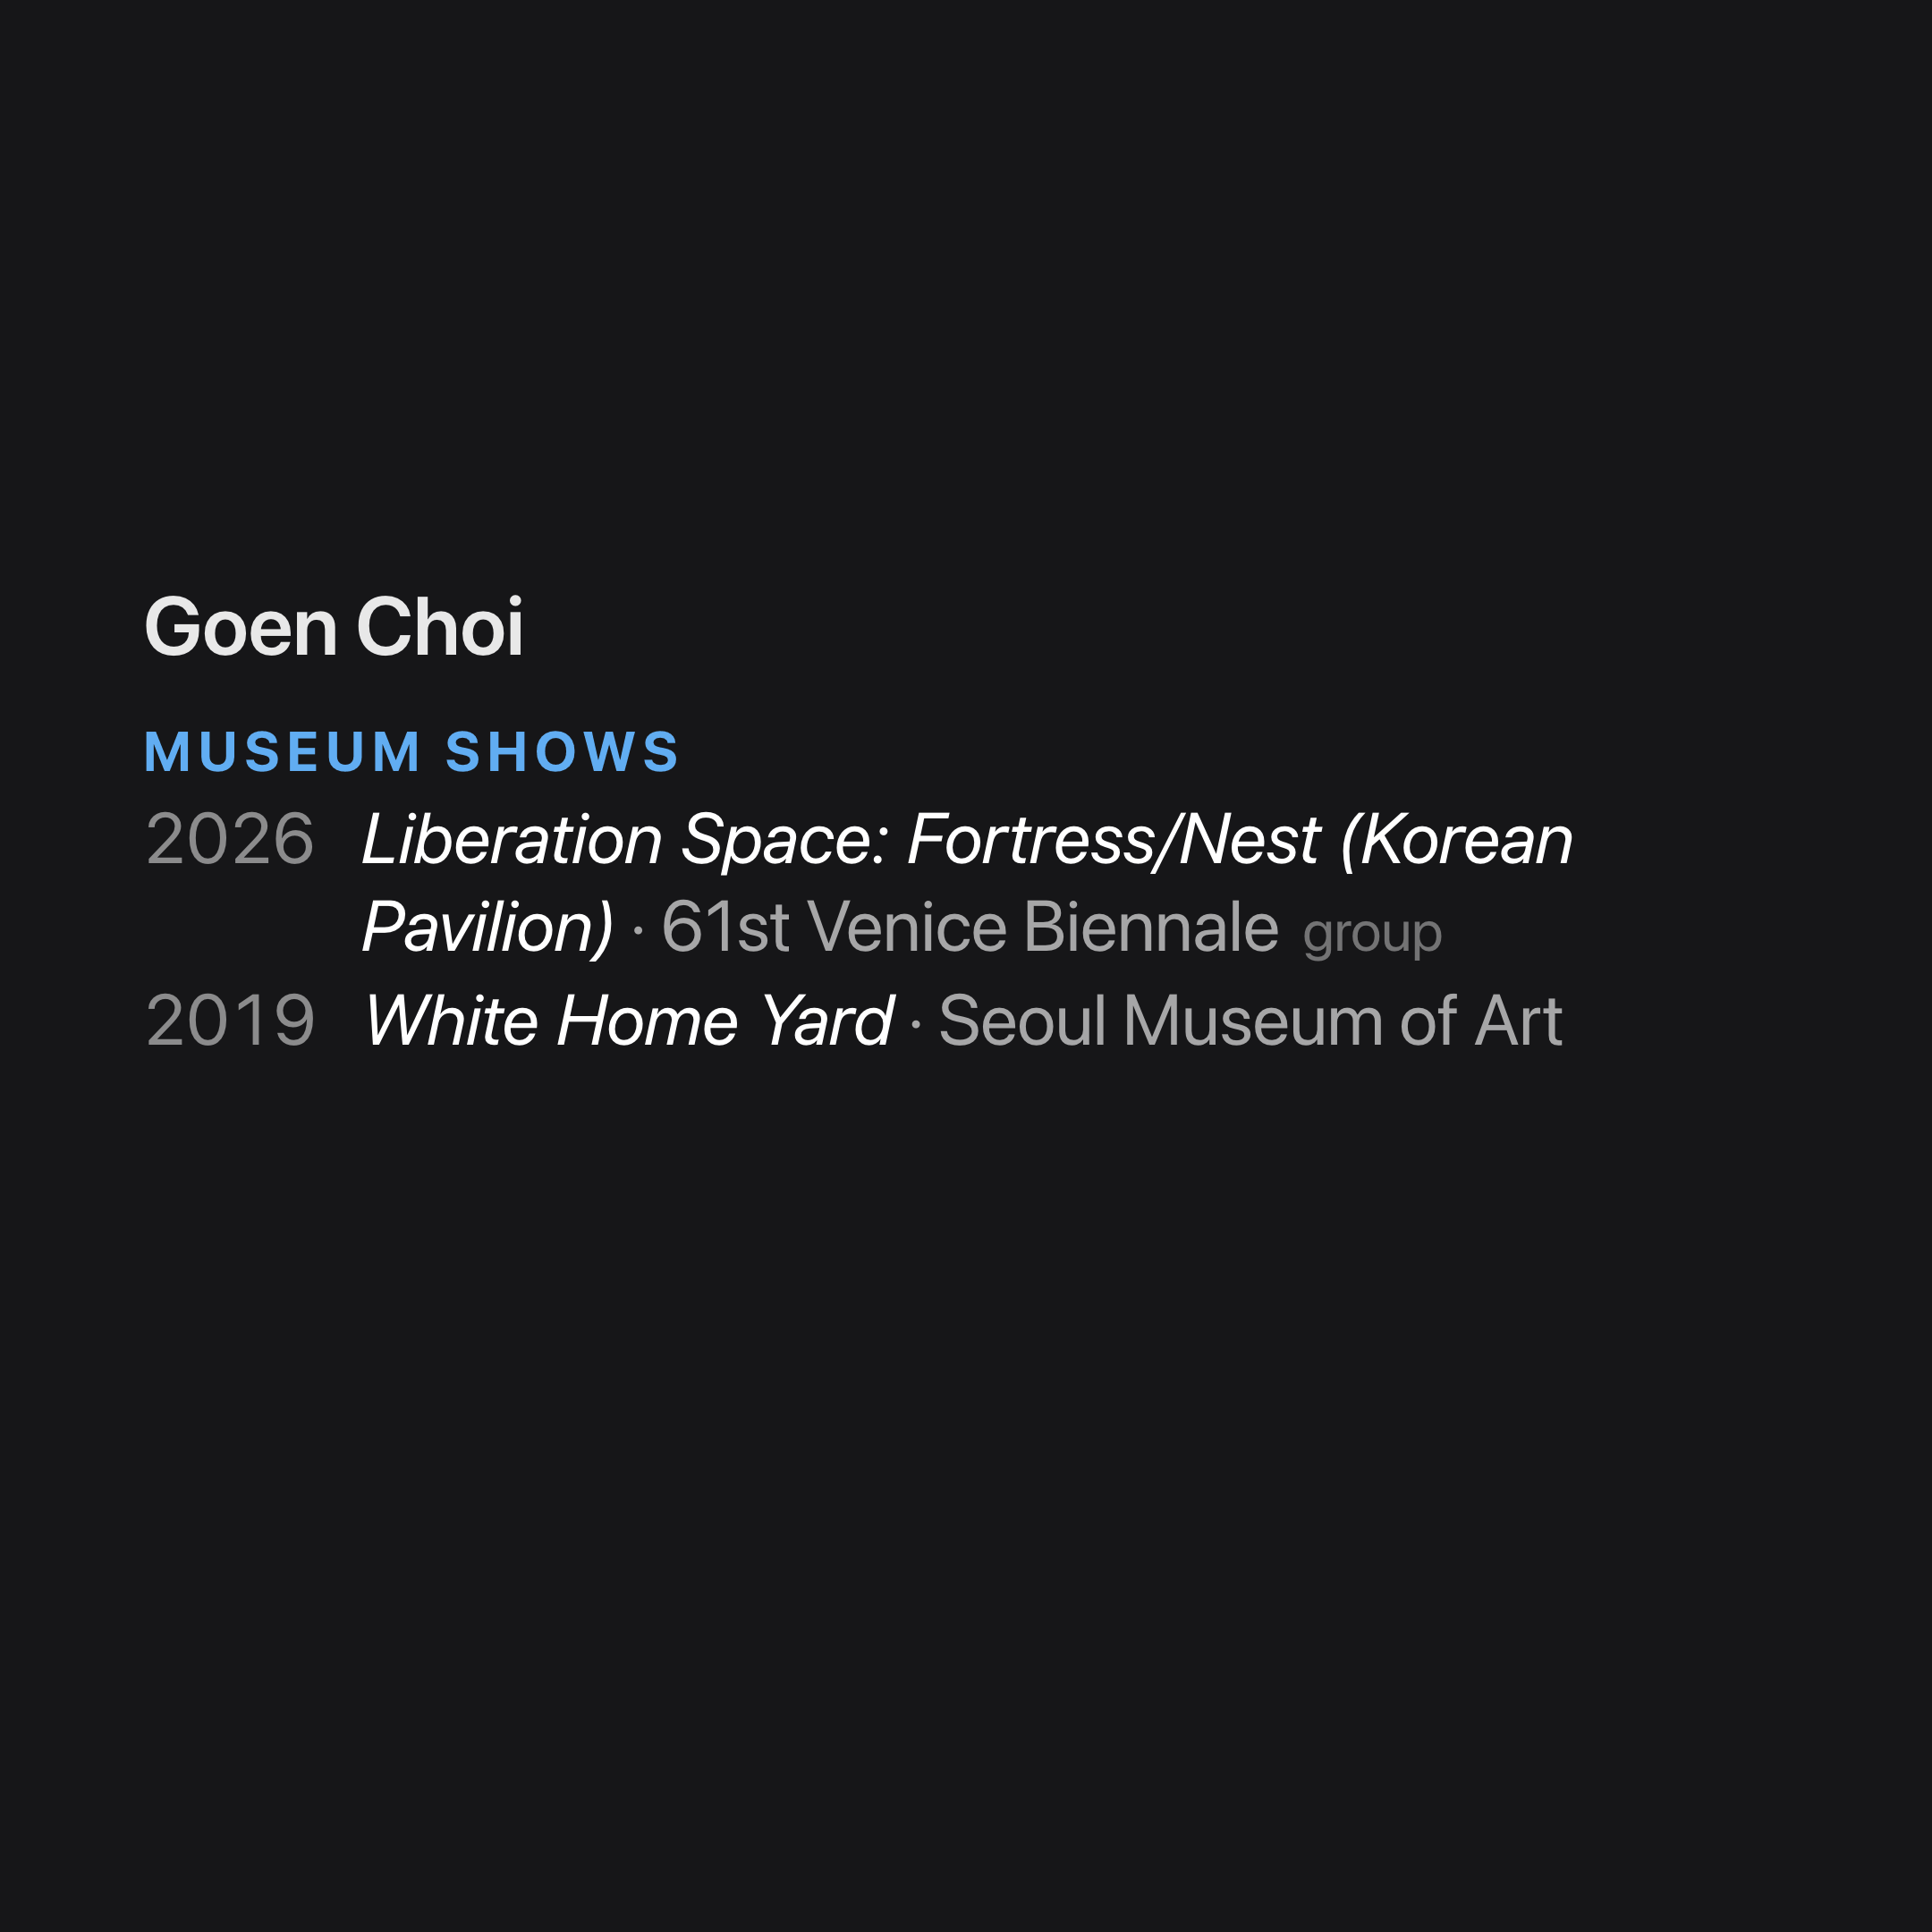 Goen Choi
MUSEUM SHOWS
2026 Liberation Space: Fortress/Nest (Korean
Pavilion) · 61st Venice Biennale group
2019 White Home Yard · Seoul Museum of Art